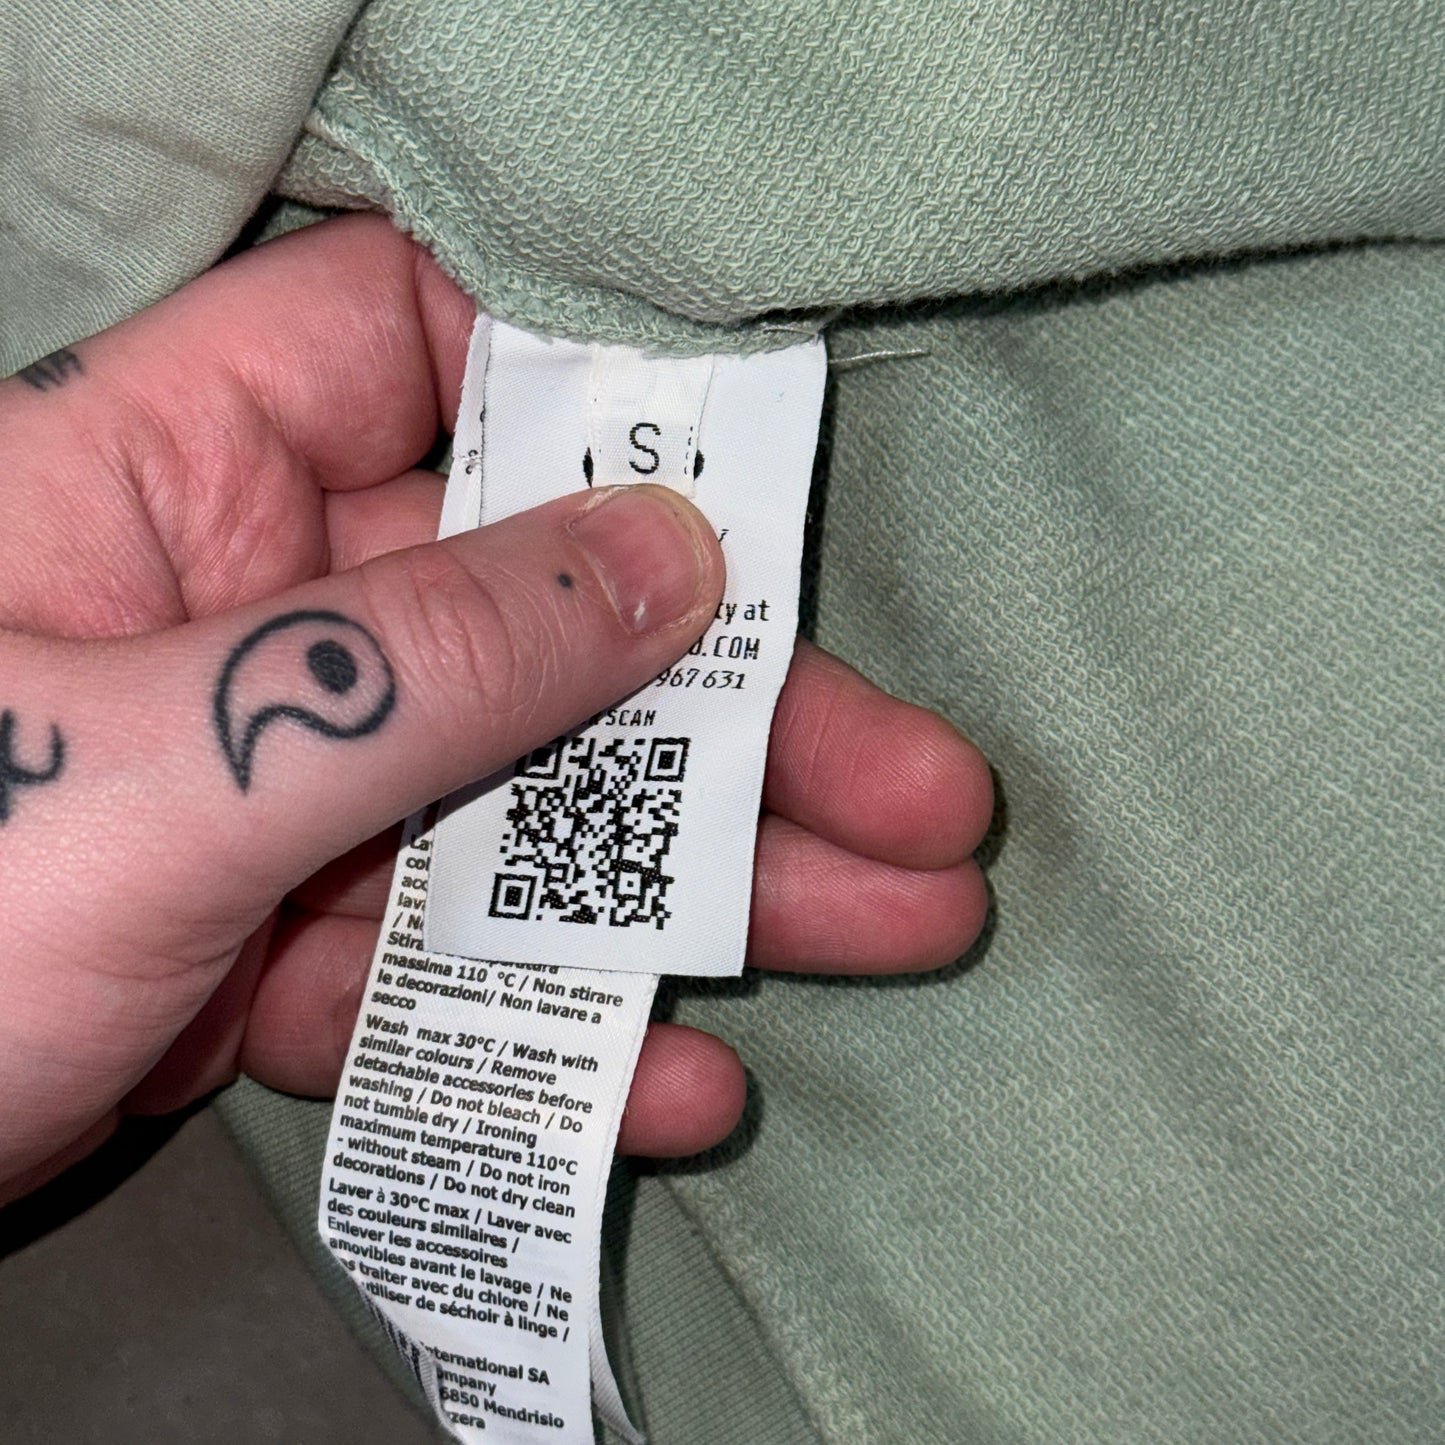 S
at
.COM
967 631
SCAN
massima 110 °C / Non stirare
le decorazioni/ Non lavare a
secco
Wash max 30°C / Wash with
similar colours / Remove
detachable accessories before
washing / Do not bleach / Do
not tumble dry / Ironing
maximum temperature 110°C
- without steam / Do not iron
decorations / Do not dry clean
Laver à 30°C max / Laver avec
des couleurs similaires /
Enlever les accessoires
amovibles avant le lavage / Ne
traiter avec du chlore / Ne
utiliser de séchoir à linge /
SA
6850 Mendrisio